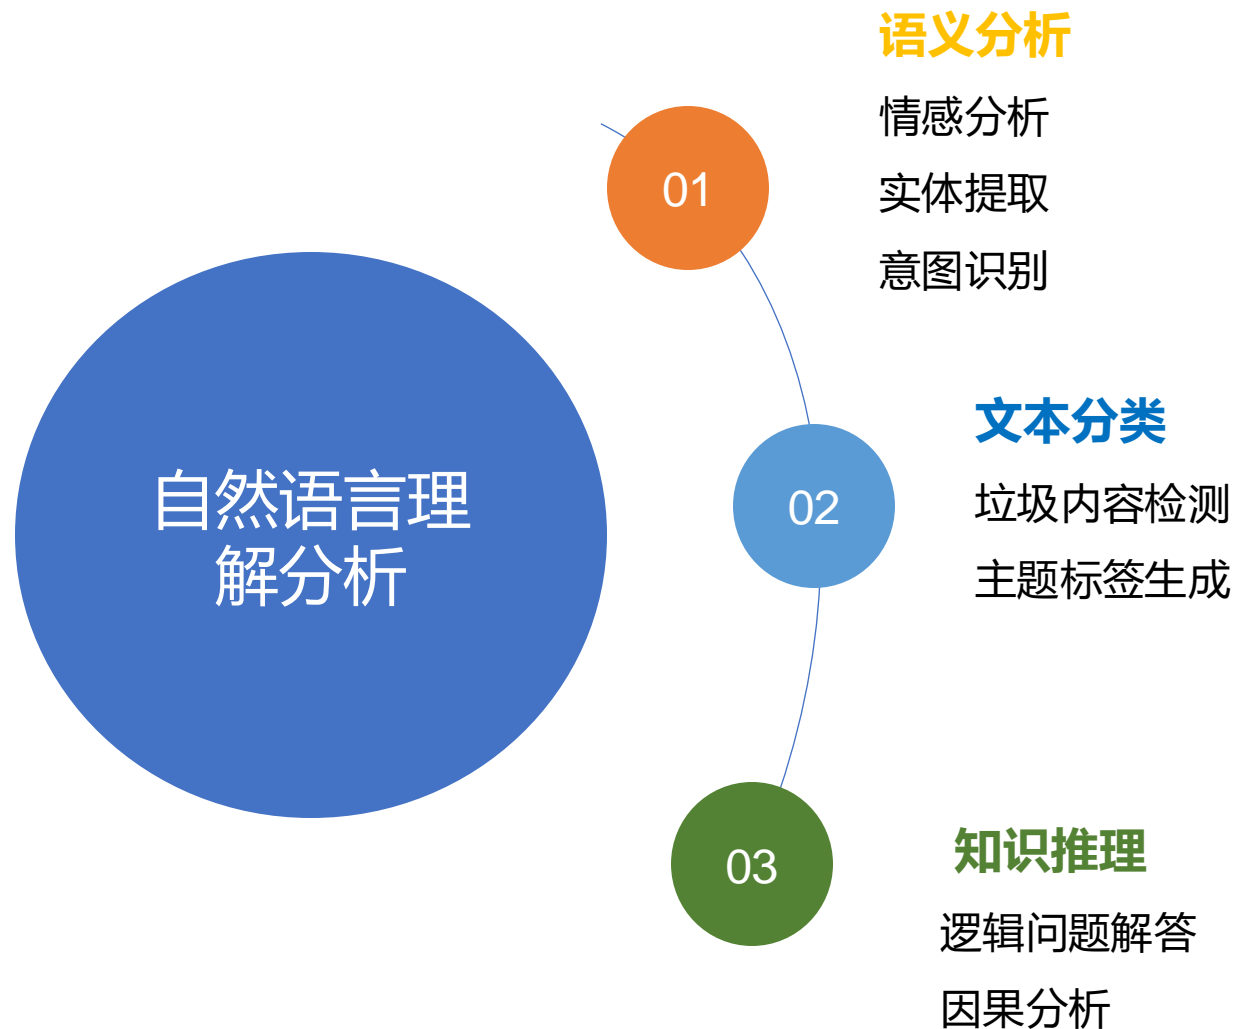 自然语言理
解分析
01
语义分析
情感分析
实体提取
意图识别
02
文本分类
垃圾内容检测
主题标签生成
03
知识推理
逻辑问题解答
因果分析